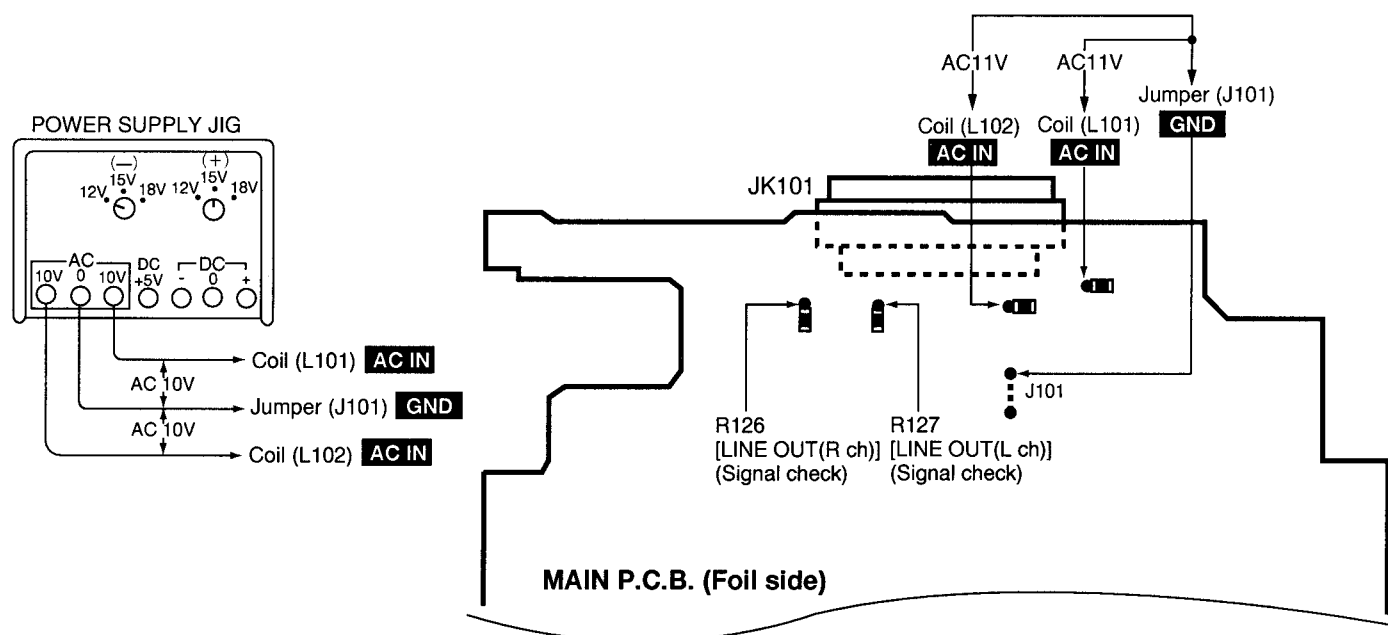 POWER SUPPLY JIG
(−) (+)
12V 15V 18V 12V 15V 18V
AC DC DC
10V 0 10V +5V - 0 +
Coil (L101) AC IN
AC 10V
Jumper (J101) GND
AC 10V
Coil (L102) AC IN
AC11V AC11V
Jumper (J101)
GND
Coil (L102) Coil (L101)
AC IN AC IN
JK101
J101
R126
[LINE OUT(R ch)]
(Signal check)
R127
[LINE OUT(L ch)]
(Signal check)
MAIN P.C.B. (Foil side)